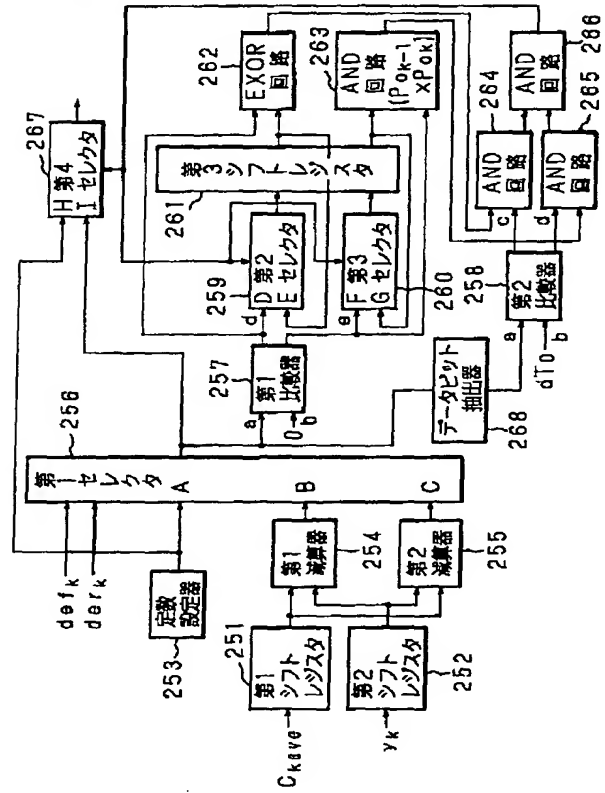 267
H 第4
I セレクタ
262
EXOR
回路
263
AND
回路
(Pok-1
×Pok)
264
AND
回路
266
AND
回路
265
AND
回路
第3シフトレジスタ
261
259
D 第2
E セレクタ
d
F 第3
G セレクタ
e
260
257
第1
比較器
a
0
b
258
第2
比較器
c
d
a
b
dTo
データビット
抽出器
268
256
第1セレクタ
A
B
C
defk
derk
定数
設定器
253
第1
減算器
254
第2
減算器
255
251
第1
シフト
レジスタ
第2
シフト
レジスタ
252
Ckave
yk